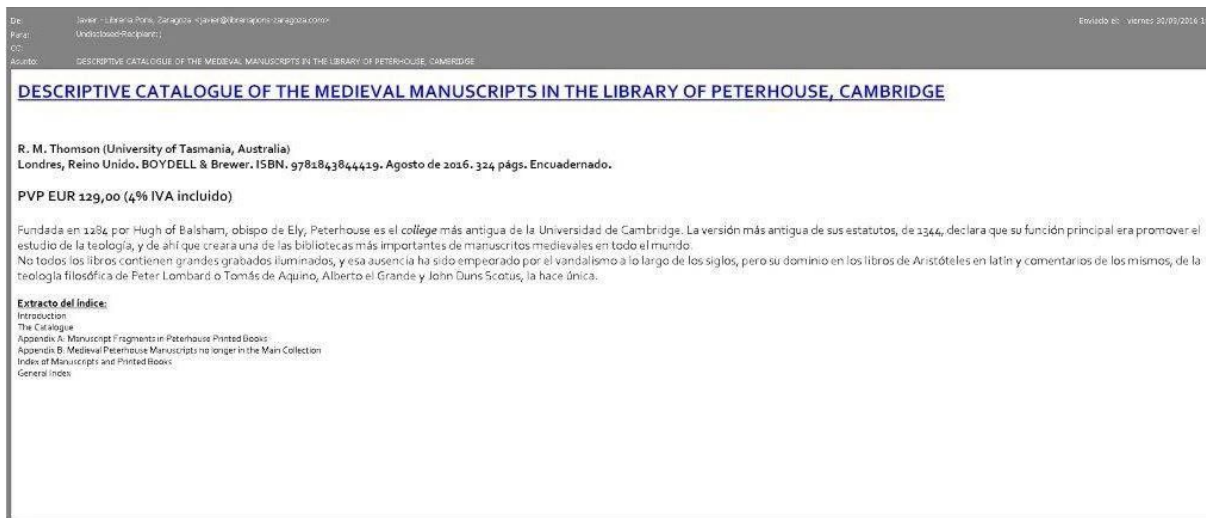 De: Javier - Librería Pons, Zaragoza <javier@libreriapons-zaragoza.com>
Enviado el: viernes 30/09/2016
Para: Undisclosed-Recipient:;
CC:
Asunto: DESCRIPTIVE CATALOGUE OF THE MEDIEVAL MANUSCRIPTS IN THE LIBRARY OF PETERHOUSE, CAMBRIDGE
DESCRIPTIVE CATALOGUE OF THE MEDIEVAL MANUSCRIPTS IN THE LIBRARY OF PETERHOUSE, CAMBRIDGE
R. M. Thomson (University of Tasmania, Australia)
Londres, Reino Unido. BOYDELL & Brewer. ISBN. 9781843844419. Agosto de 2016. 324 págs. Encuadernado.
PVP EUR 129,00 (4% IVA incluido)
Fundada en 1284 por Hugh of Balsham, obispo de Ely, Peterhouse es el college más antigua de la Universidad de Cambridge. La versión más antigua de sus estatutos, de 1344, declara que su función principal era promover el
estudio de la teología, y de ahí que creara una de las bibliotecas más importantes de manuscritos medievales en todo el mundo.
No todos los libros contienen grandes grabados iluminados, y esa ausencia ha sido empeorado por el vandalismo a lo largo de los siglos, pero su dominio en los libros de Aristóteles en latín y comentarios de los mismos, de la
teología filosófica de Peter Lombard o Tomás de Aquino, Alberto el Grande y John Duns Scotus, la hace única.
Extracto del índice:
Introduction
The Catalogue
Appendix A: Manuscript Fragments in Peterhouse Printed Books
Appendix B: Medieval Peterhouse Manuscripts no longer in the Main Collection
Index of Manuscripts and Printed Books
General Index